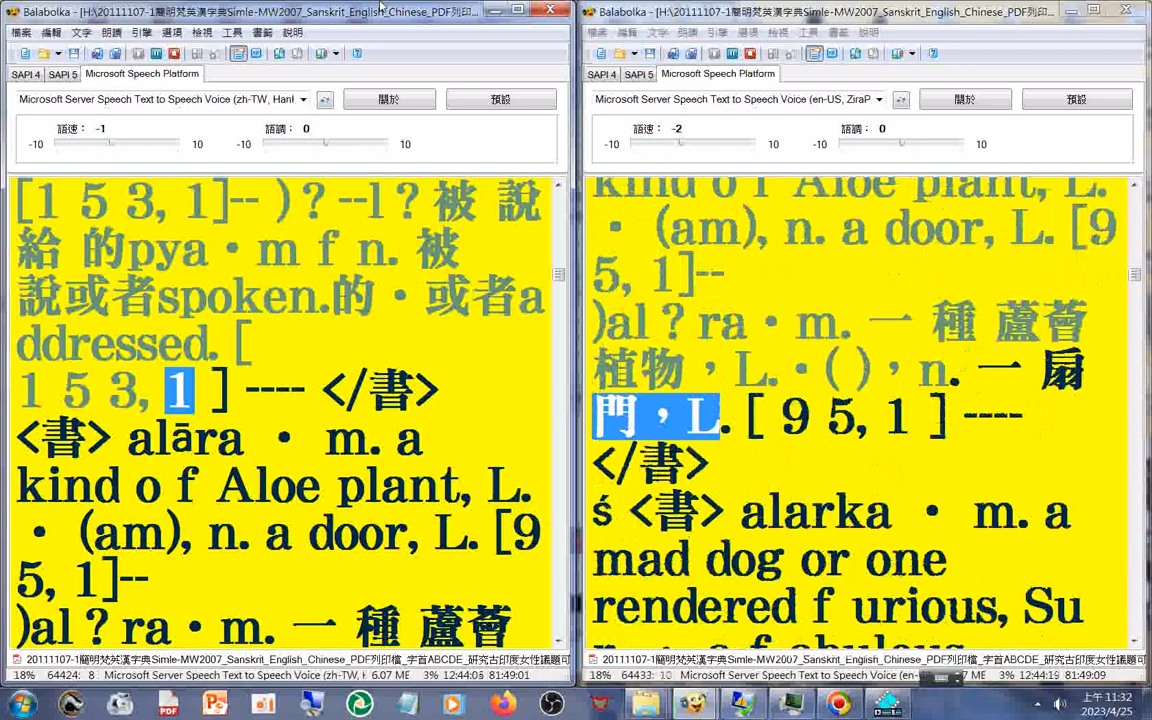 Balabolka - [H:\20111107-1簡明梵英漢字典Simle-MW2007_Sanskrit_English_Chinese_PDF列印...
檔案 編輯 文字 朗讀 引擎 選項 檢視 工具 書籤 說明
SAPI 4 SAPI 5 Microsoft Speech Platform
Microsoft Server Speech Text to Speech Voice (zh-TW, HanI
關於 預設
語速： -1 語調： 0
-10 10 -10 10
[1 5 3, 1]-- )? --l?被 說
給 的pya · m f n. 被
說或者spoken.的 · 或者a
ddressed. [
1 5 3, 1 ] ---- </書>
<書> alāra · m. a
kind o f Aloe plant, L.
· (am), n. a door, L. [9
5, 1]--
)al ? ra · m. 一 種 蘆薈
20111107-1簡明梵英漢字典Simle-MW2007_Sanskrit_English_Chinese_PDF列印檔_字首ABCDE_研究古印度女性議題可
18% 64424: 8 Microsoft Server Speech Text to Speech Voice (zh-TW, H 6.07 ME 3% 12:44:05 81:49:01
Balabolka - [H:\20111107-1簡明梵英漢字典Simle-MW2007_Sanskrit_English_Chinese_PDF列印...
檔案 編輯 文字 朗讀 引擎 選項 檢視 工具 書籤 說明
SAPI 4 SAPI 5 Microsoft Speech Platform
Microsoft Server Speech Text to Speech Voice (en-US, ZiraP
關於 預設
語速： -2 語調： 0
-10 10 -10 10
kind o f Aloe plant, L.
· (am), n. a door, L. [9
5, 1]--
)al ? ra · m. 一 種 蘆薈
植物，L. · ( )，n. 一 扇
門，L. [ 9 5, 1 ] ----
</書>
ś <書> alarka · m. a
mad dog or one
rendered f urious, Su
20111107-1簡明梵英漢字典Simle-MW2007_Sanskrit_English_Chinese_PDF列印檔_字首ABCDE_研究古印度女性議題可
18% 64433: 10 Microsoft Server Speech Text to Speech Voice (en-US, ZiraP 6.07 ME 3% 12:44:19 81:49:09
上午 11:32
2023/4/25